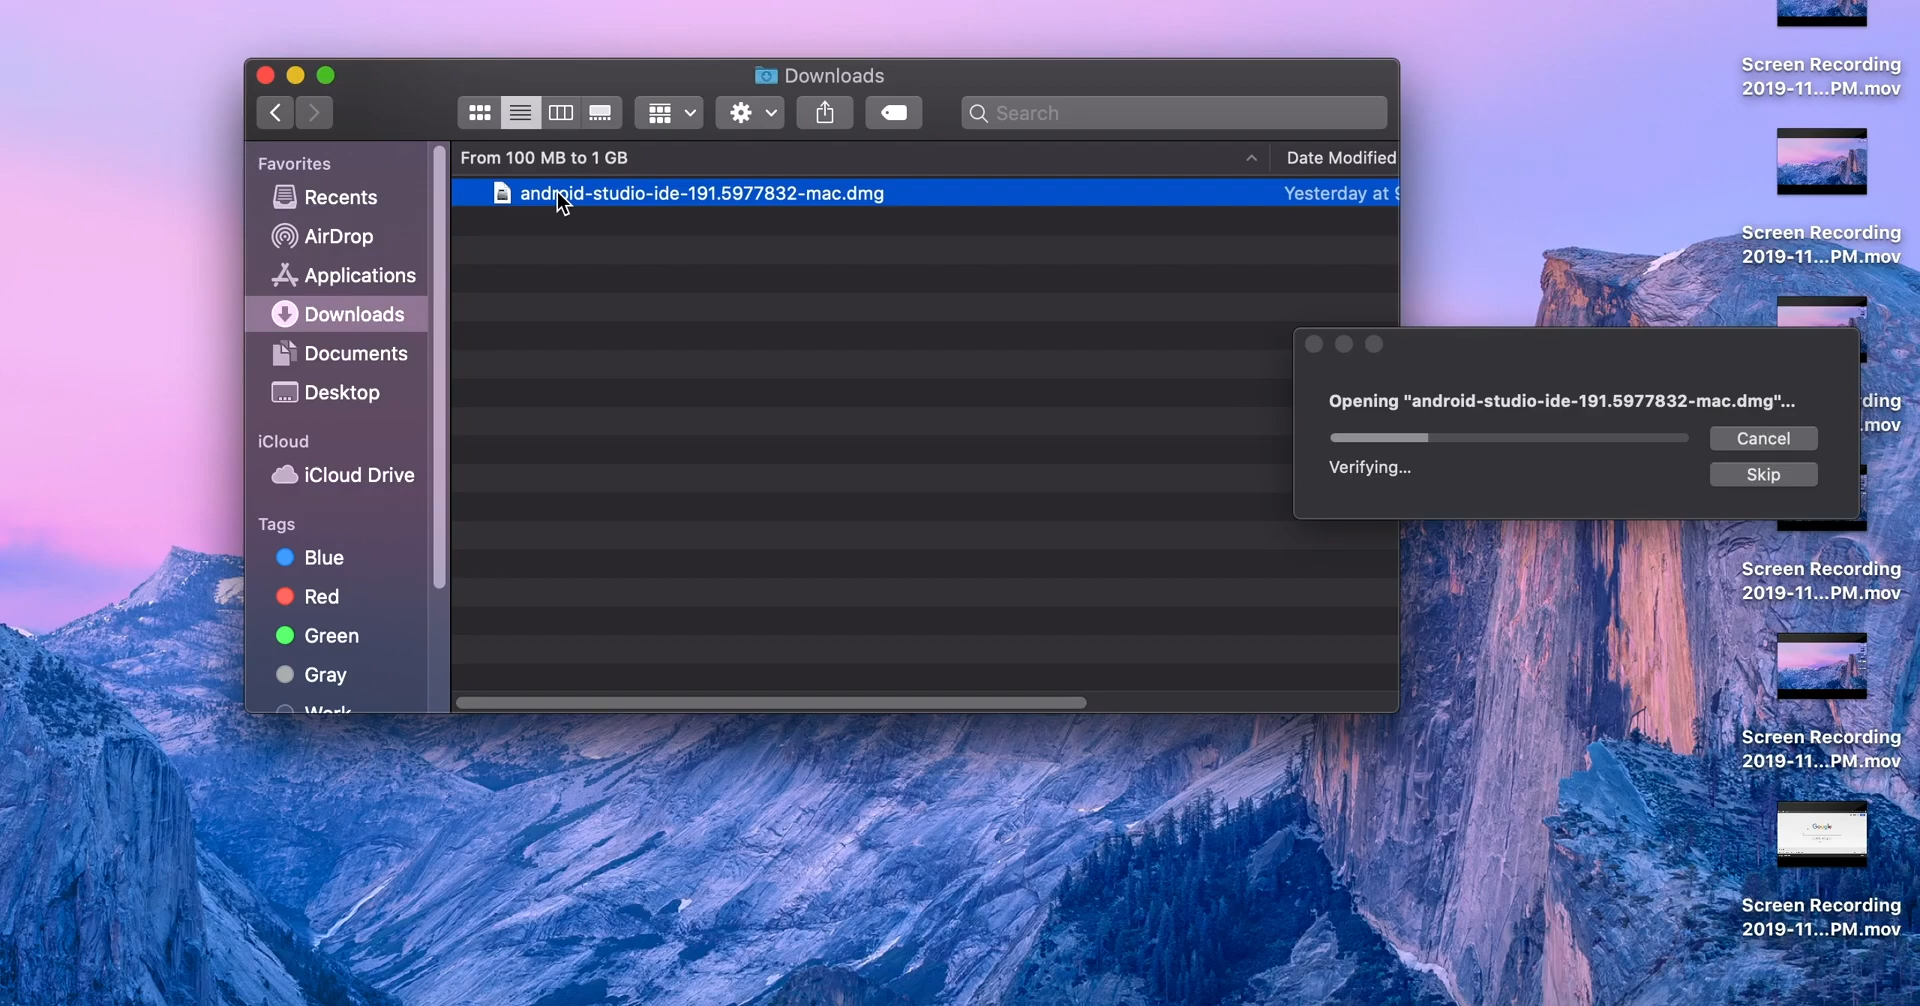 Downloads
Search
Favorites
Recents
AirDrop
Applications
Downloads
Documents
Desktop
iCloud
iCloud Drive
Tags
Blue
Red
Green
Gray
Work
From 100 MB to 1 GB
Date Modified
android-studio-ide-191.5977832-mac.dmg
Yesterday at
Opening "android-studio-ide-191.5977832-mac.dmg"...
Cancel
Verifying...
Skip
Screen Recording
2019-11...PM.mov
Screen Recording
2019-11...PM.mov
ding
.mov
Screen Recording
2019-11...PM.mov
Screen Recording
2019-11...PM.mov
Google
Screen Recording
2019-11...PM.mov